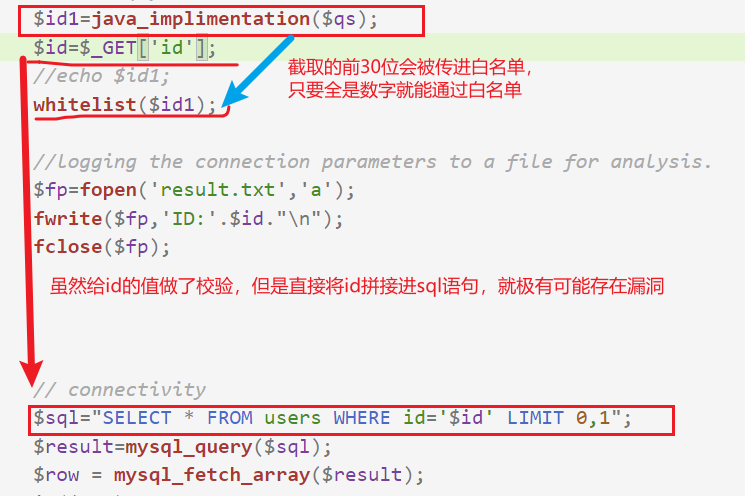 $id1=java_implimentation($qs);
$id=$_GET['id'];
//echo $id1;
截取的前30位会被传进白名单，
只要全是数字就能通过白名单
whitelist($id1);
//logging the connection parameters to a file for analysis.
$fp=fopen('result.txt','a');
fwrite($fp,'ID:'.$id."\n");
fclose($fp);
虽然给id的值做了校验，但是直接将id拼接进sql语句，就极有可能存在漏洞
// connectivity
$sql="SELECT * FROM users WHERE id='$id' LIMIT 0,1";
$result=mysql_query($sql);
$row = mysql_fetch_array($result);